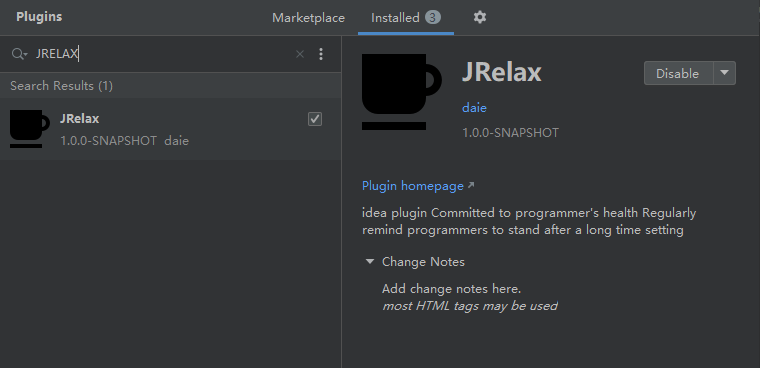 Plugins
Marketplace
Installed 3
JRELAX
Search Results (1)
JRelax
1.0.0-SNAPSHOT daie
JRelax
Disable
daie
1.0.0-SNAPSHOT
Plugin homepage
idea plugin Committed to programmer's health Regularly
remind programmers to stand after a long time setting
Change Notes
Add change notes here.
most HTML tags may be used